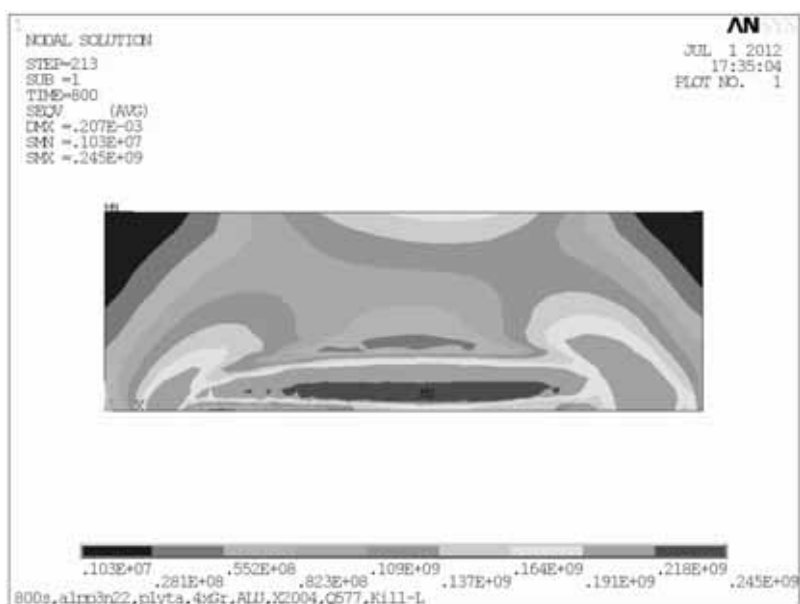 1
NODAL SOLUTION
STEP=213
SUB =1
TIME=800
SEQV (AVG)
DMX =.207E-03
SMN =.103E+07
SMX =.245E+09
AN
JUL 1 2012
17:35:04
PLOT NO. 1
MN
MX
X
.103E+07 .552E+08 .109E+09 .164E+09 .218E+09
.281E+08 .823E+08 .137E+09 .191E+09 .245E+09
800s,alpp3n22,plyta,4xGr,ALU,X2004,Q577,Kill-L